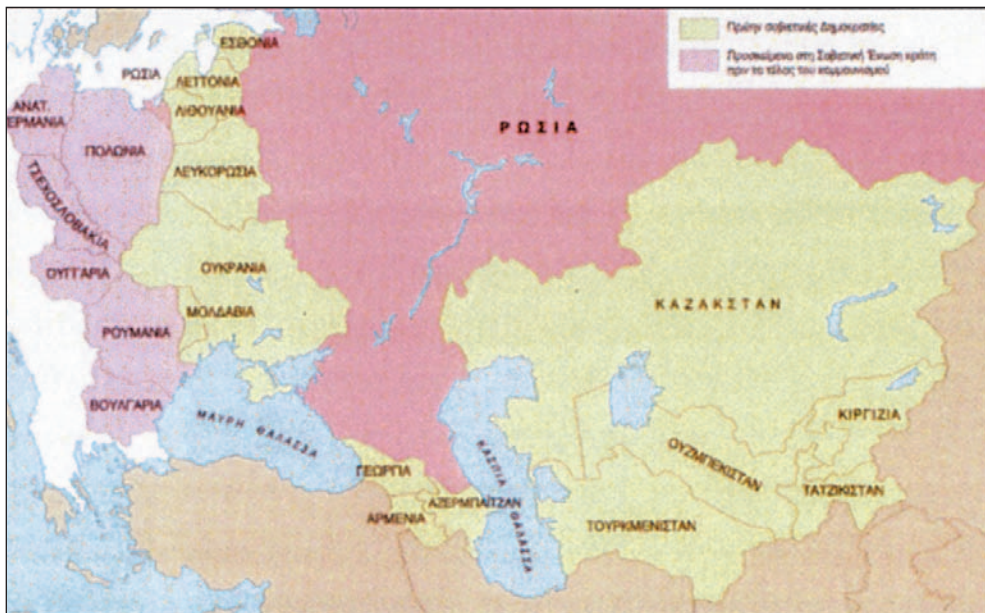 Πρώην σοβιετικές Δημοκρατίες
Προσκείμενα στη Σοβιετική Ένωση κράτη
πριν το τέλος του κομμουνισμού
ΕΣΘΟΝΙΑ
ΡΩΣΙΑ
ΛΕΤΤΟΝΙΑ
ΑΝΑΤ.
ΕΡΜΑΝΙΑ
ΛΙΘΟΥΑΝΙΑ
ΡΩΣΙΑ
ΠΟΛΩΝΙΑ
ΛΕΥΚΟΡΩΣΙΑ
ΤΣΕΧΟΣΛΟΒΑΚΙΑ
ΟΥΓΓΑΡΙΑ
ΟΥΚΡΑΝΙΑ
ΚΑΖΑΚΣΤΑΝ
ΜΟΛΔΑΒΙΑ
ΡΟΥΜΑΝΙΑ
ΒΟΥΛΓΑΡΙΑ
ΜΑΥΡΗ ΘΑΛΑΣΣΑ
ΚΙΡΓΙΖΙΑ
ΟΥΖΜΠΕΚΙΣΤΑΝ
ΓΕΩΡΓΙΑ
ΚΑΣΠΙΑ ΘΑΛΑΣΣΑ
ΤΑΤΖΙΚΙΣΤΑΝ
ΑΖΕΡΜΠΑΪΤΖΑΝ
ΑΡΜΕΝΙΑ
ΤΟΥΡΚΜΕΝΙΣΤΑΝ